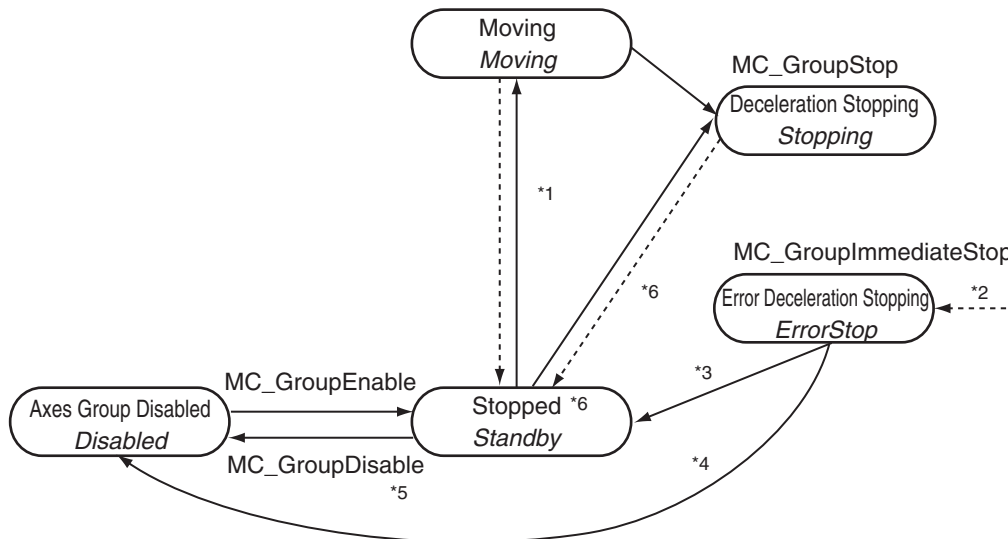 Moving
Moving
MC_GroupStop
Deceleration Stopping
Stopping
*1
MC_GroupImmediateStop
*6
Error Deceleration Stopping
ErrorStop
*2
*3
MC_GroupEnable
Axes Group Disabled
Disabled
Stopped *6
Standby
MC_GroupDisable
*4
*5